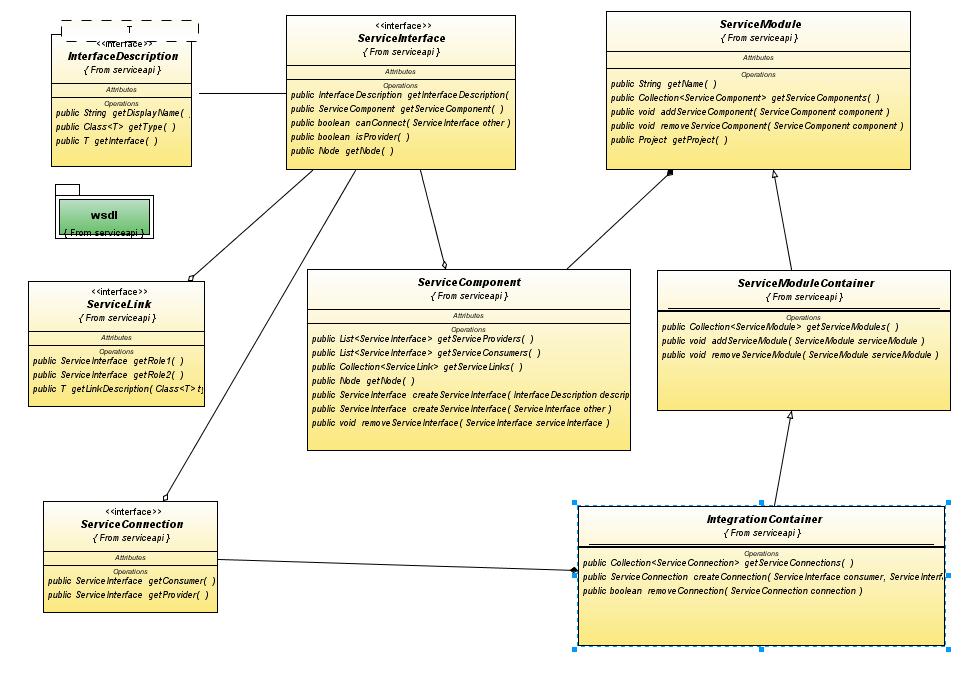 T
<<interface>>
InterfaceDescription
{ From serviceapi }
Attributes
Operations
public String getDisplayName( )
public Class<T> getType( )
public T getInterface( )
<<interface>>
ServiceInterface
{ From serviceapi }
Attributes
Operations
public InterfaceDescription getInterfaceDescription(
public ServiceComponent getServiceComponent( )
public boolean canConnect( ServiceInterface other )
public boolean isProvider( )
public Node getNode( )
ServiceModule
{ From serviceapi }
Attributes
Operations
public String getName( )
public Collection<ServiceComponent> getServiceComponents( )
public void addServiceComponent( ServiceComponent component )
public void removeServiceComponent( ServiceComponent component )
public Project getProject( )
wsdl
{ From serviceapi }
ServiceLink
{ From serviceapi }
Attributes
Operations
public ServiceInterface getRole1( )
public ServiceInterface getRole2( )
public T getLinkDescription( Class<T> ty
ServiceComponent
{ From serviceapi }
Attributes
Operations
public List<ServiceInterface> getServiceProviders( )
public List<ServiceInterface> getServiceConsumers( )
public Collection<ServiceLink> getServiceLinks( )
public Node getNode( )
public ServiceInterface createServiceInterface( InterfaceDescription descrip
public ServiceInterface createServiceInterface( ServiceInterface other )
public void removeServiceInterface( ServiceInterface serviceInterface )
ServiceModuleContainer
{ From serviceapi }
Operations
public Collection<ServiceModule> getServiceModules( )
public void addServiceModule( ServiceModule serviceModule )
public void removeServiceModule( ServiceModule serviceModule )
<<interface>>
ServiceConnection
{ From serviceapi }
Attributes
Operations
public ServiceInterface getConsumer( )
public ServiceInterface getProvider( )
IntegrationContainer
{ From serviceapi }
Operations
public Collection<ServiceConnection> getServiceConnections( )
public ServiceConnection createConnection( ServiceInterface consumer, ServiceInterf
public boolean removeConnection( ServiceConnection connection )